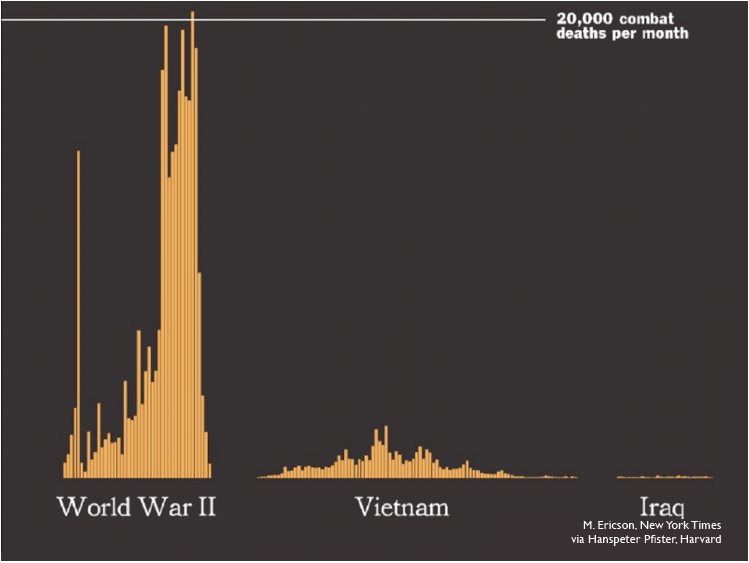 20,000 combat
deaths per month
World War II
Vietnam
Iraq
M. Ericson, New York Times
via Hanspeter Pfister, Harvard